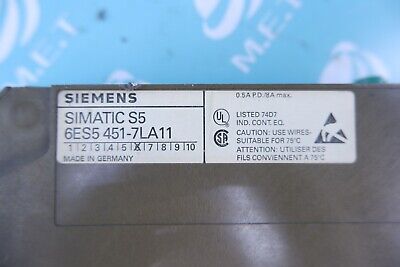 M.E.T
SIEMENS
SIMATIC S5
6ES5 451-7LA11
1 2 3 4 5 X 7 8 9 10
MADE IN GERMANY
0.5A P.D./8A max.
UL
LISTED 74D7
IND. CONT. EQ.
SA
CAUTION: USE WIRES-
SUITABLE FOR 75°C
ATTENTION: UTILISER DES
FILS CONVIENNENT A 75°C